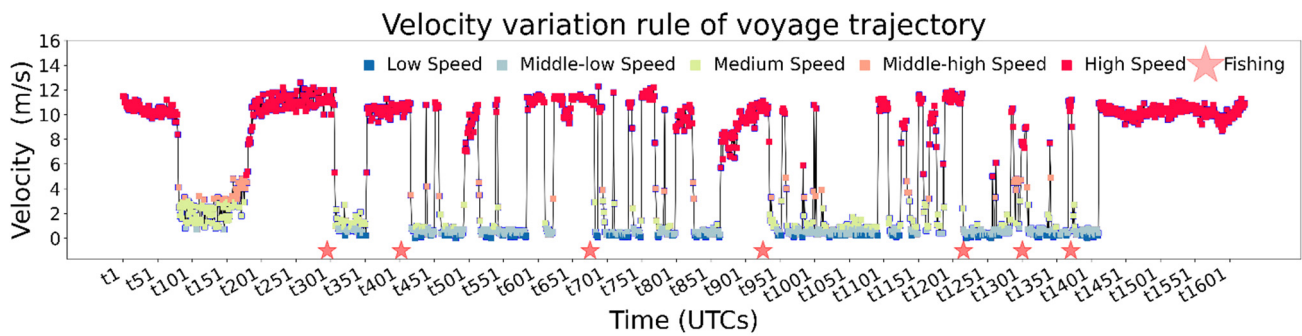 Velocity variation rule of voyage trajectory
Velocity (m/s)
16
14
12
10
8
6
4
2
0
Low Speed Middle-low Speed Medium Speed Middle-high Speed High Speed Fishing
t1 t51 t101 t151 t201 t251 t301 t351 t401 t451 t501 t551 t601 t651 t701 t751 t801 t851 t901 t951 t1001 t1051 t1101 t1151 t1201 t1251 t1301 t1351 t1401 t1451 t1501 t1551 t1601
Time (UTCs)